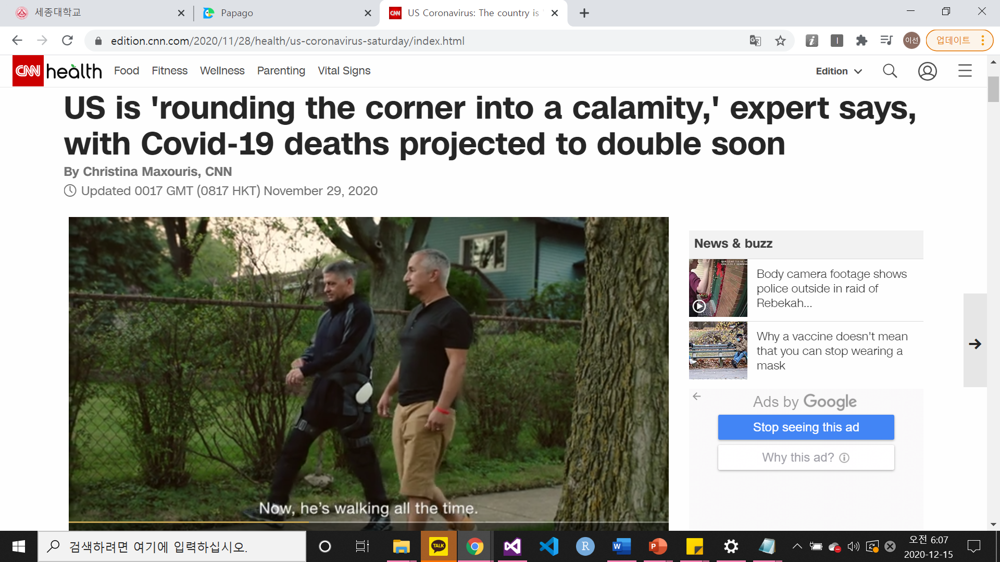 세종대학교
Papago
CNN
US Coronavirus: The country is
edition.cnn.com/2020/11/28/health/us-coronavirus-saturday/index.html
이선
업데이트
CNN health
Food
Fitness
Wellness
Parenting
Vital Signs
Edition
US is 'rounding the corner into a calamity,' expert says,
with Covid-19 deaths projected to double soon
By Christina Maxouris, CNN
Updated 0017 GMT (0817 HKT) November 29, 2020
Now, he's walking all the time.
News & buzz
Body camera footage shows
police outside in raid of
Rebekah...
Why a vaccine doesn't mean
that you can stop wearing a
mask
Ads by Google
Stop seeing this ad
Why this ad?
검색하려면 여기에 입력하십시오.
TALK
R
W
P
오전 6:07
2020-12-15